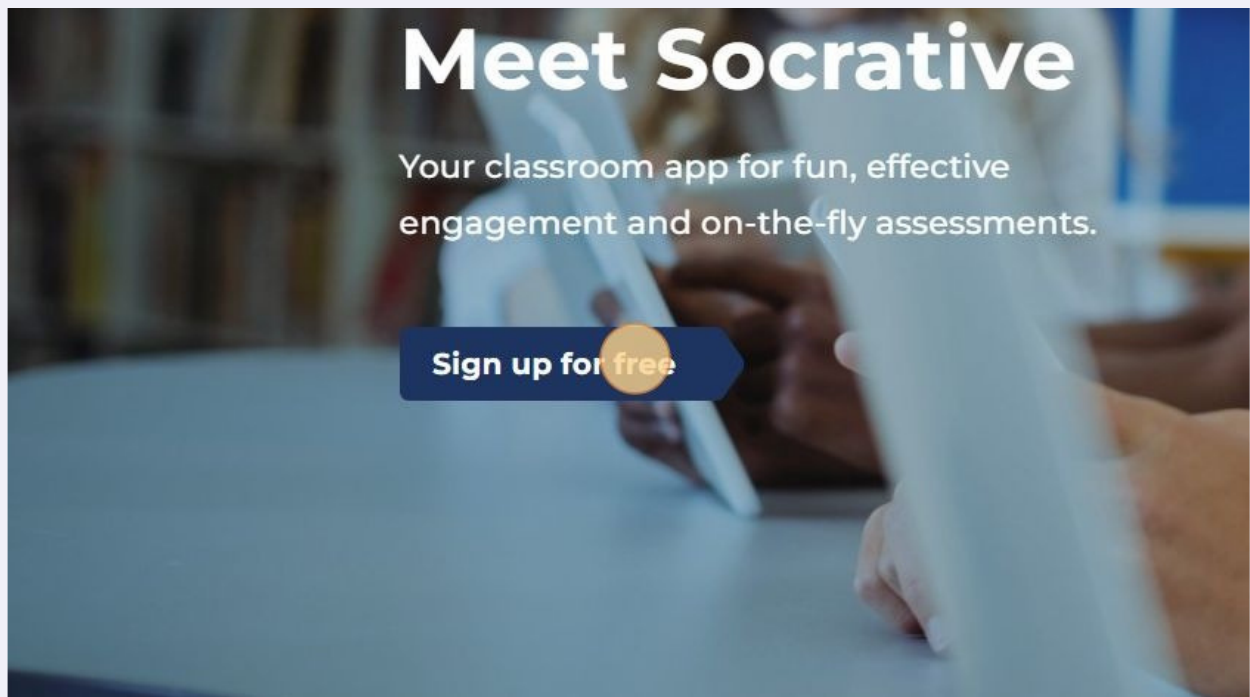 Meet Socrative
Your classroom app for fun, effective
engagement and on-the-fly assessments.
Sign up for free